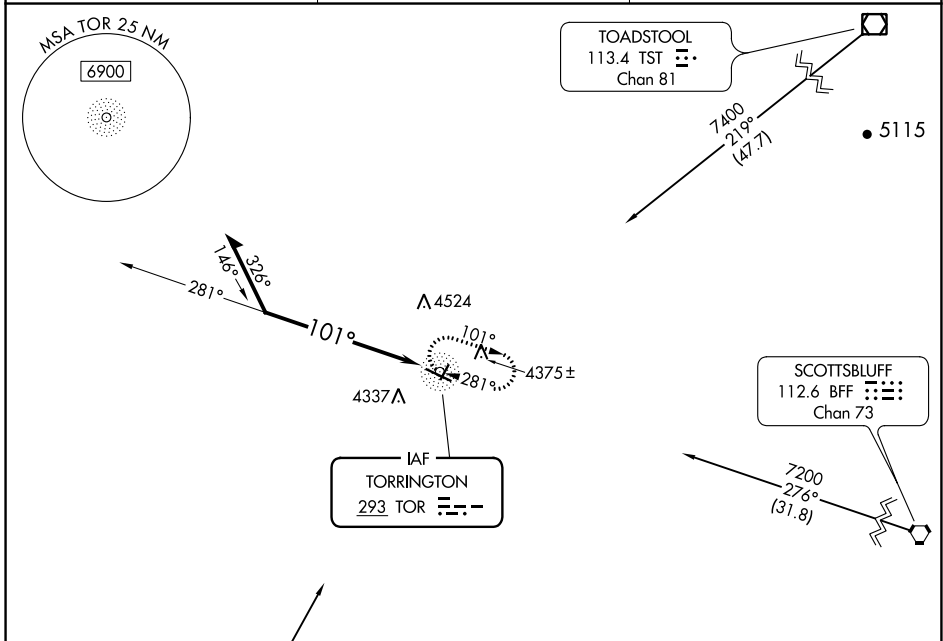 MSA TOR 25 NM
6900
TOADSTOOL
113.4 TST
Chan 81
7400
219°
(47.7)
5115
326°
146°
281°
101°
4524
101°
281°
4375±
4337
IAF
TORRINGTON
293 TOR
SCOTTSBLUFF
112.6 BFF
Chan 73
7200
276°
(31.8)